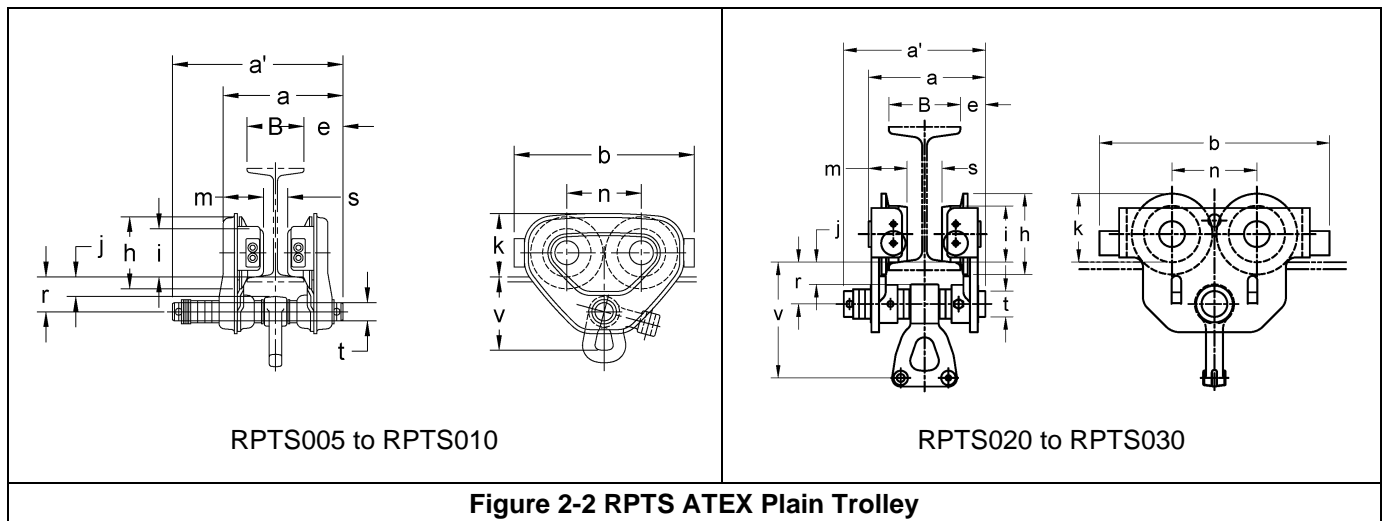 a'
a
B
e
m
s
j
h
i
r
t
b
n
k
v
RPTS005 to RPTS010
a'
a
B
e
m
s
j
i
h
r
t
v
b
n
k
RPTS020 to RPTS030
Figure 2-2 RPTS ATEX Plain Trolley